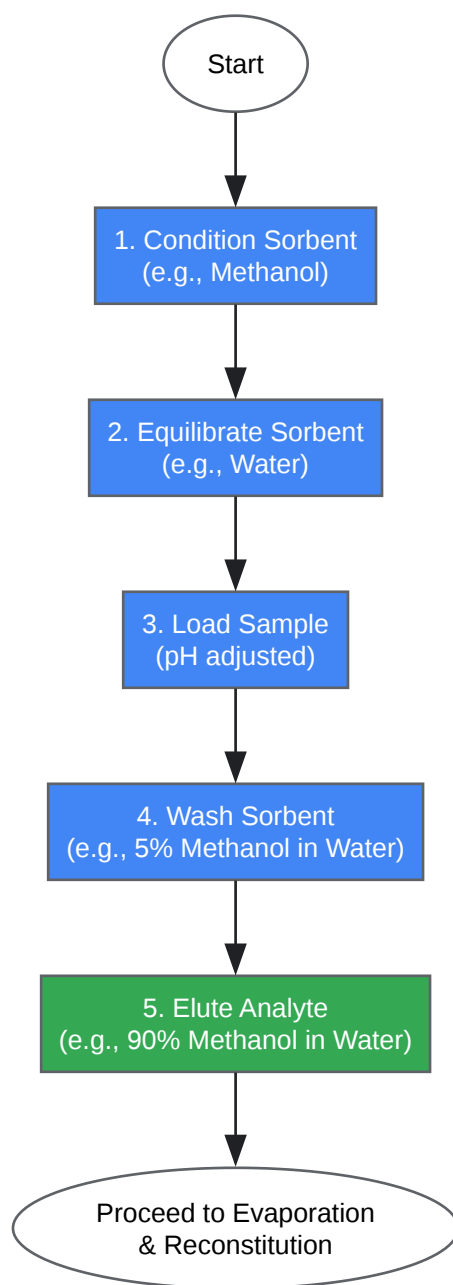 Start
1. Condition Sorbent
(e.g., Methanol)
2. Equilibrate Sorbent
(e.g., Water)
3. Load Sample
(pH adjusted)
4. Wash Sorbent
(e.g., 5% Methanol in Water)
5. Elute Analyte
(e.g., 90% Methanol in Water)
Proceed to Evaporation
& Reconstitution